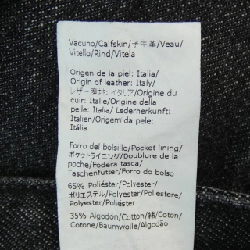 Vacuno/Calfskin/子牛革/Veau/
Vitello/Rind/Vitela
Origen de la piel: Italia/
Origin of leather: Italy/
レザー原産: イタリア/Origine du
cuir: Italie/Origine della
pelle: Italia/ Lederherkunft:
Italien/Origem da pele:
Itália
Forro del bolsillo/Pocket lining/
ポケットライニング/Doublure de la
poche/Fodera tasca/
Taschenfutter/Forro do bolso
65% Poliéster/Polyester/
ポリエステル/Polyester/Poliestere/
Polyester/Poliéster
35% Algodón/Cotton/綿/Coton/
Cotone/Baumwolle/Algodão